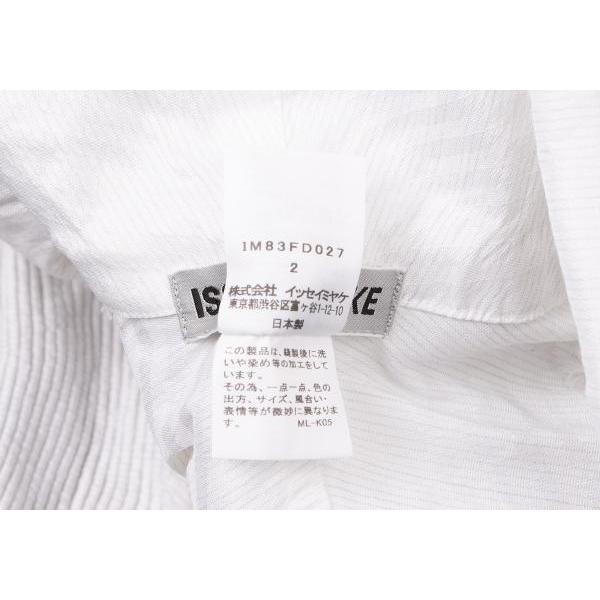 IM83FD027
2
IS KE
株式会社 イッセイミヤケ
東京都渋谷区富ヶ谷1-12-10
日本製
この製品は、縫製後に洗
いや染め等の加工をして
います。
その為、一点一点、色の
出方、サイズ、風合い・
表情等が微妙に異なりま
す。
ML-K05